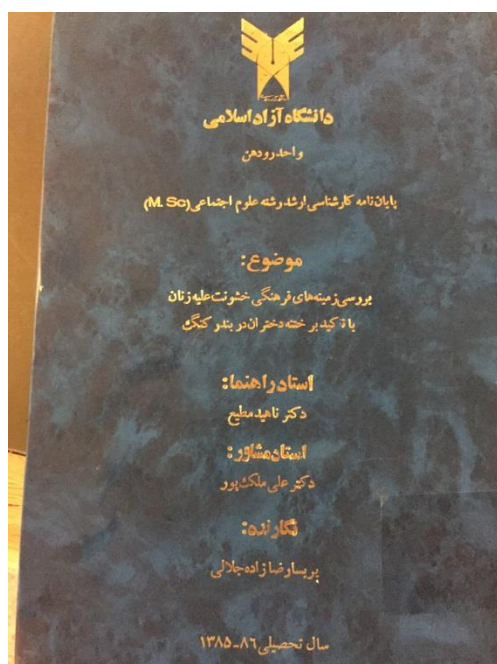 دانشگاه آزاد اسلامی
واحد رودهن
پایان‌نامه کارشناسی ارشد رشته علوم اجتماعی (M. Sc)
موضوع:
بررسی زمینه‌های فرهنگی خشونت علیه زنان
با تاکید بر ختنه دختران در بندر کنگ
استاد راهنما:
دکتر ناهید مطیع
استاد مشاور:
دکتر علی ملک‌پور
نگارنده:
پریسا رضازاده جلالی
سال تحصیلی ۸۶-۱۳۸۵